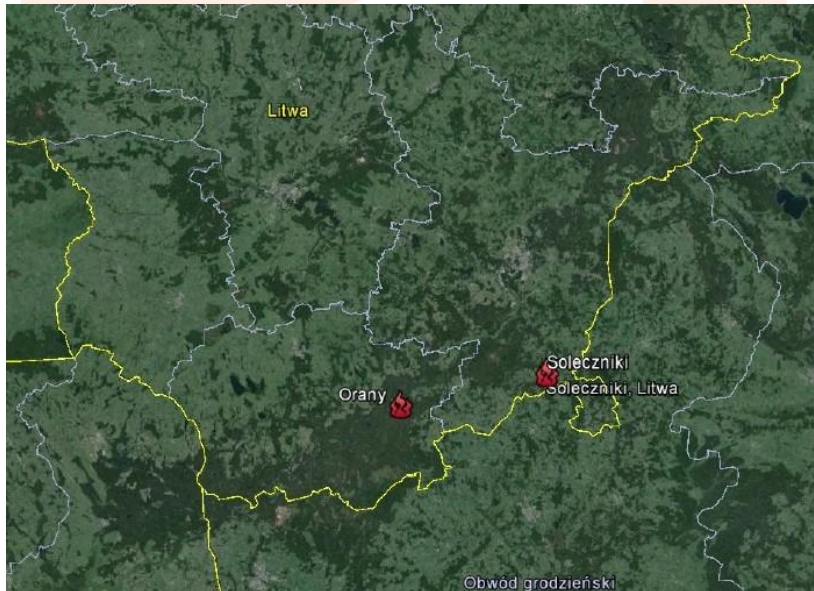 Litwa
Soleczniki
Soleczniki, Litwa
Orany
Obwód grodzieński